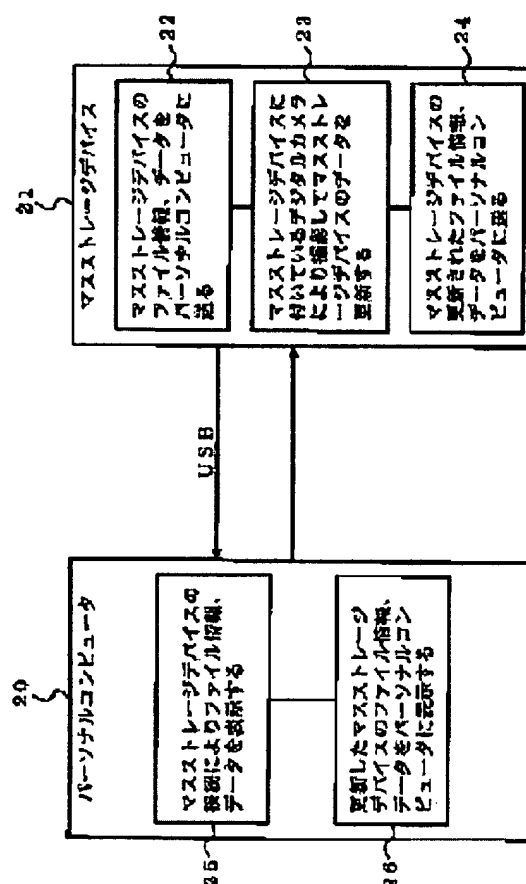 20
パーソナルコンピュータ
マスストレージデバイスの
検出によりファイル情報、
データを表示する
25
更新したマスストレージ
デバイスのファイル情報、
データをパーソナルコン
ピュータに表示する
26
USB
21
マスストレージデバイス
マスストレージデバイスの
ファイル情報、データを
パーソナルコンピュータに
送る
22
マスストレージデバイスに
付いているデジタルカメラ
により撮影してマスストレ
ージデバイスのデータを
更新する
23
マスストレージデバイスの
更新されたファイル情報、
データをパーソナルコン
ピュータに送る
24